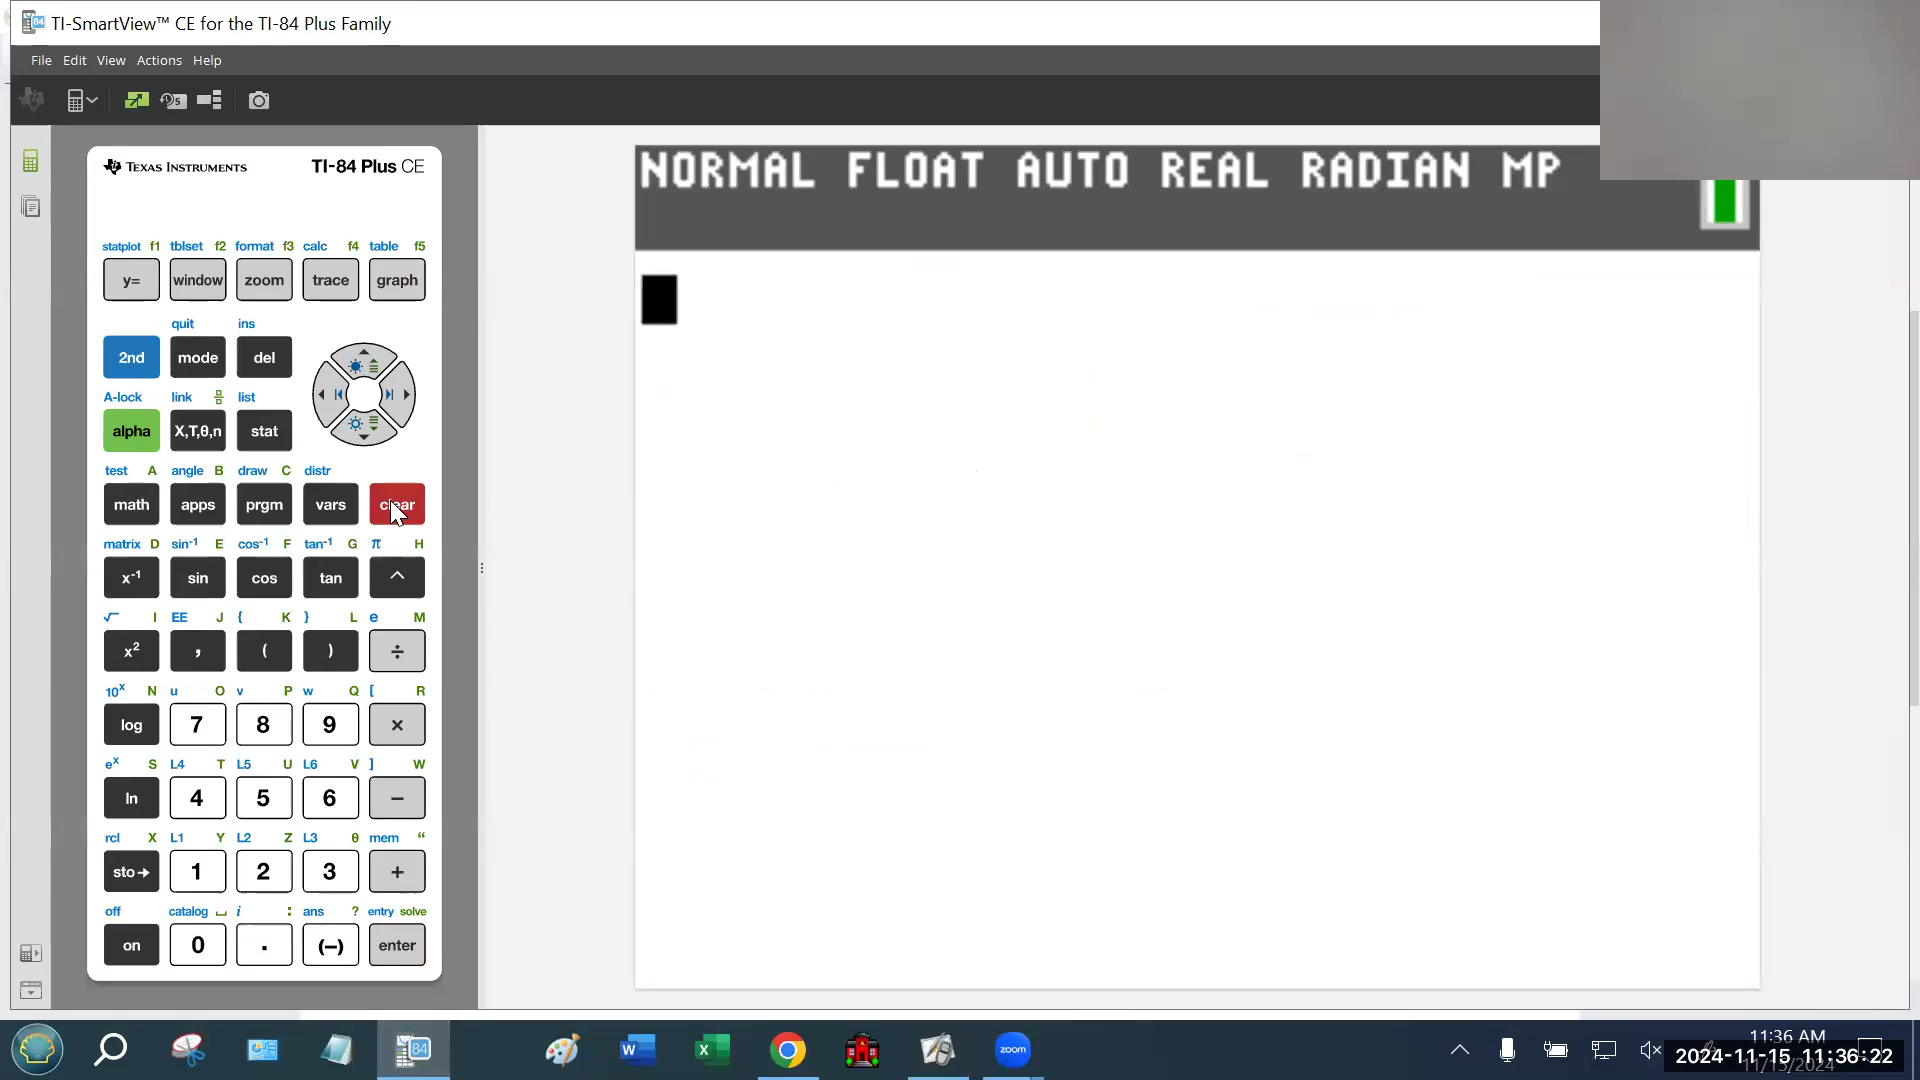 TI-SmartView™ CE for the TI-84 Plus Family
File Edit View Actions Help
NORMAL FLOAT AUTO REAL RADIAN MP
TEXAS INSTRUMENTS TI-84 Plus CE
statplot f1 tblset f2 format f3 calc f4 table f5
y= window zoom trace graph
quit ins
2nd mode del
A-lock link list
alpha X,T,θ,n stat
test A angle B draw C distr
math apps prgm vars clear
matrix D sin-1 E cos-1 F tan-1 G π H
x-1 sin cos tan ^
√ I EE J { K } L e M
x2 , ( ) ÷
10x N u O v P w Q [ R
log 7 8 9 ×
ex S L4 T L5 U L6 V ] W
ln 4 5 6 −
rcl X L1 Y L2 Z L3 θ mem “
sto→ 1 2 3 +
off catalog ⎵ i : ans ? entry solve
on 0 . (−) enter
84
W X zoom
11:36 AM
2024-11-15 11:36:22
11/15/2024